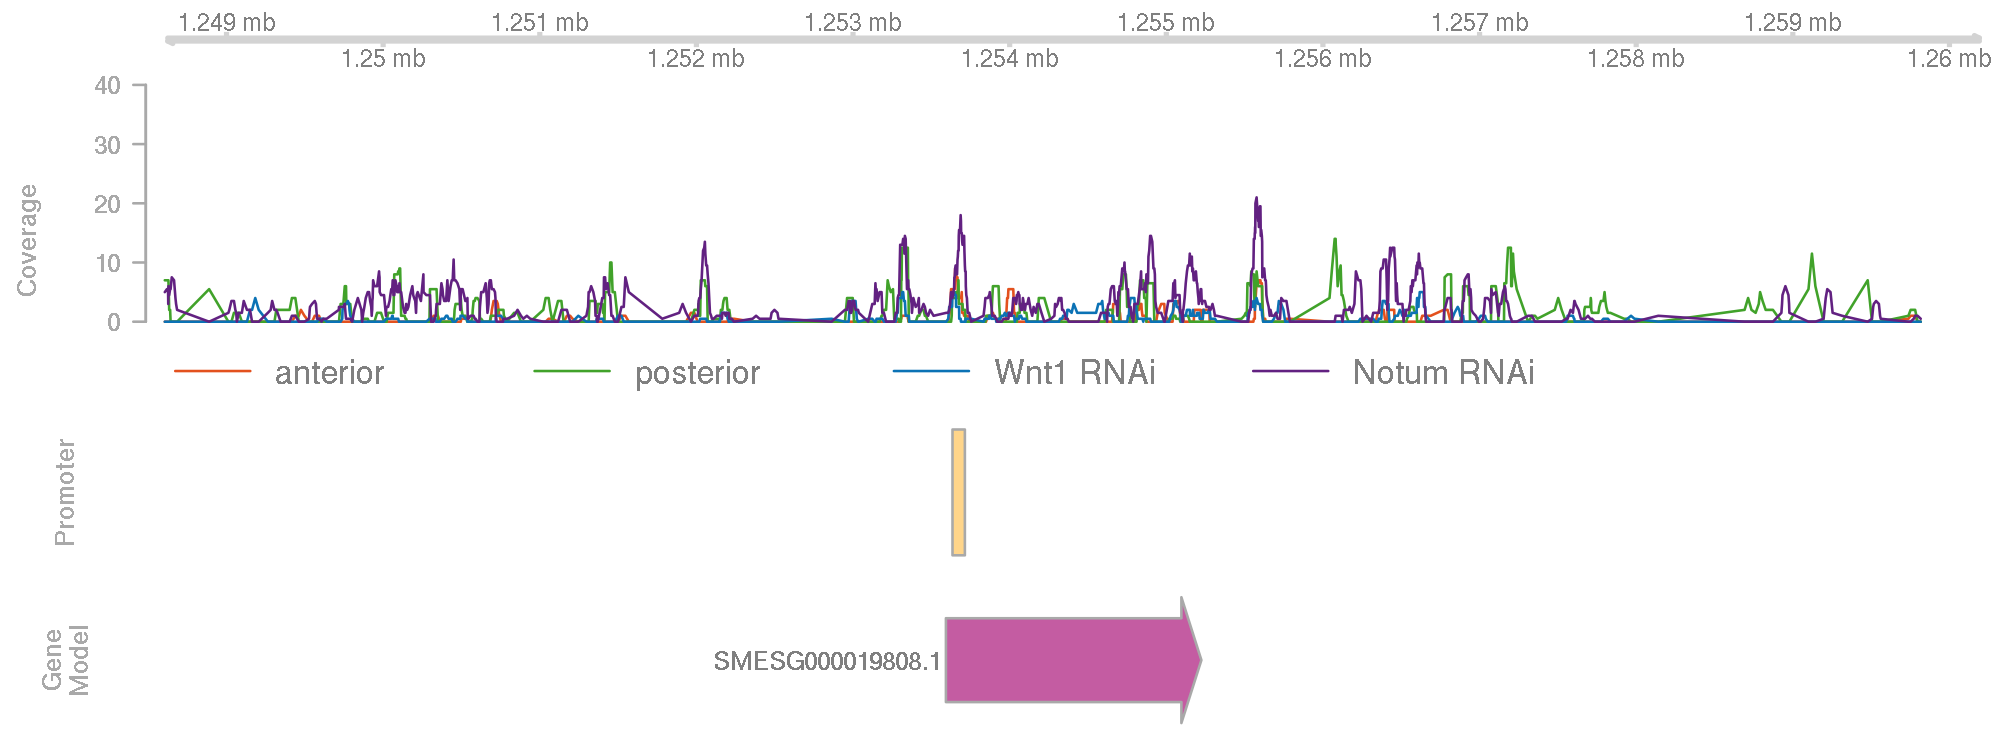 1.249 mb 1.251 mb 1.253 mb 1.255 mb 1.257 mb 1.259 mb
1.25 mb 1.252 mb 1.254 mb 1.256 mb 1.258 mb 1.26 mb
40
30
20
10
0
Coverage
anterior posterior Wnt1 RNAi Notum RNAi
Promoter
Gene
Model
SMESG000019808.1